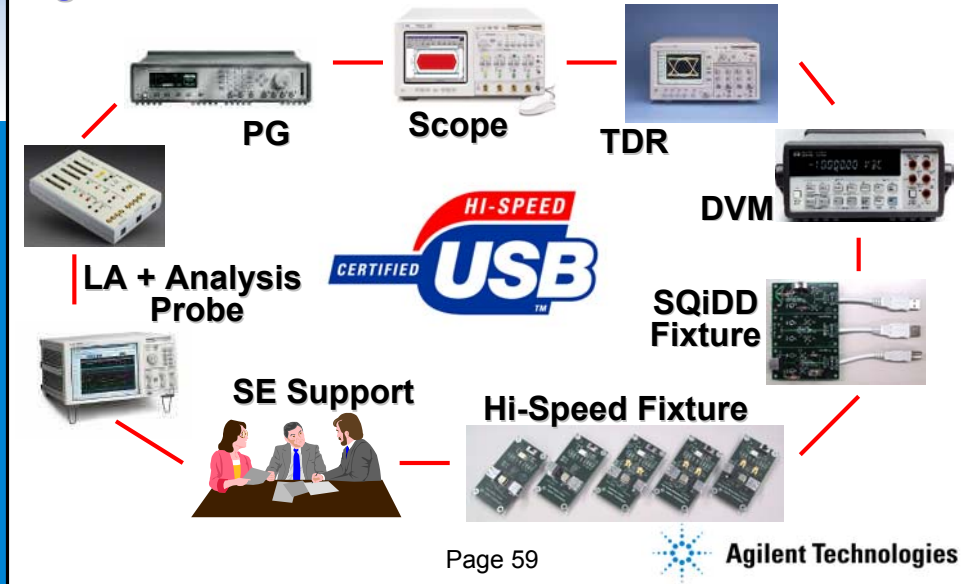 PG
Scope
TDR
DVM
HI-SPEED
CERTIFIED
USB
TM
LA + Analysis
Probe
SQiDD
Fixture
SE Support
Hi-Speed Fixture
Page 59
Agilent Technologies